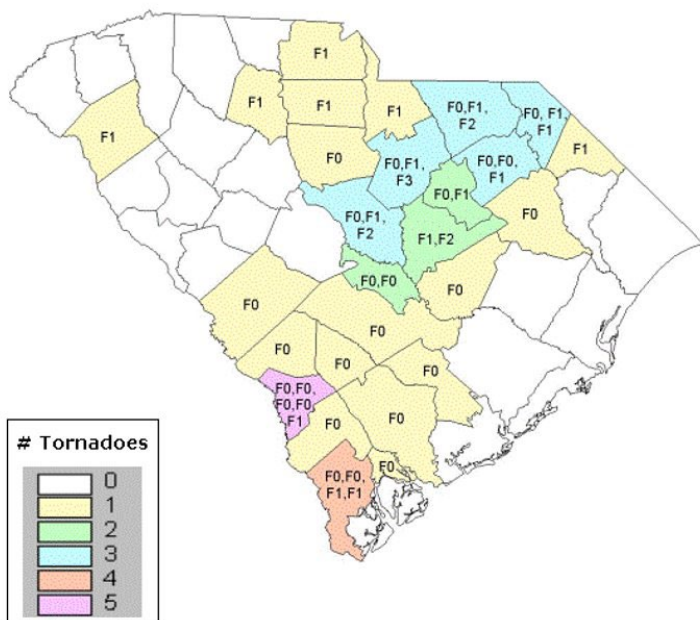 F1
F1
F1
F1
F1
F0,F1,
F2
F0, F1,
F1
F1
F0
F0,F1,
F3
F0,F0,
F1
F0,F1
F0,F1,
F2
F0
F1,F2
F0,F0
F0
F0
F0
F0
F0
F0
F0,F0,
F0,F0
F1
F0
F0
F0,F0,
F1,F1
F0
# Tornadoes
0
1
2
3
4
5